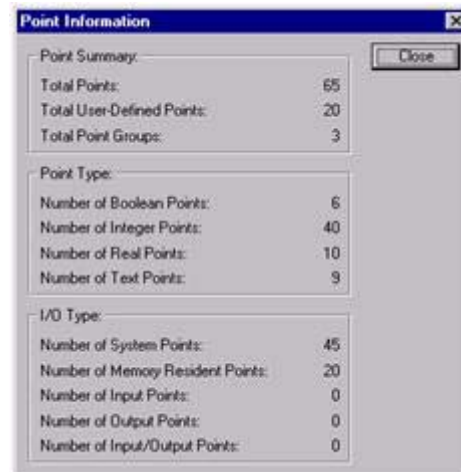 Point Information
Close
Point Summary:
Total Points: 65
Total User-Defined Points: 20
Total Point Groups: 3
Point Type:
Number of Boolean Points: 6
Number of Integer Points: 40
Number of Real Points: 10
Number of Text Points: 9
I/O Type:
Number of System Points: 45
Number of Memory Resident Points: 20
Number of Input Points: 0
Number of Output Points: 0
Number of Input/Output Points: 0